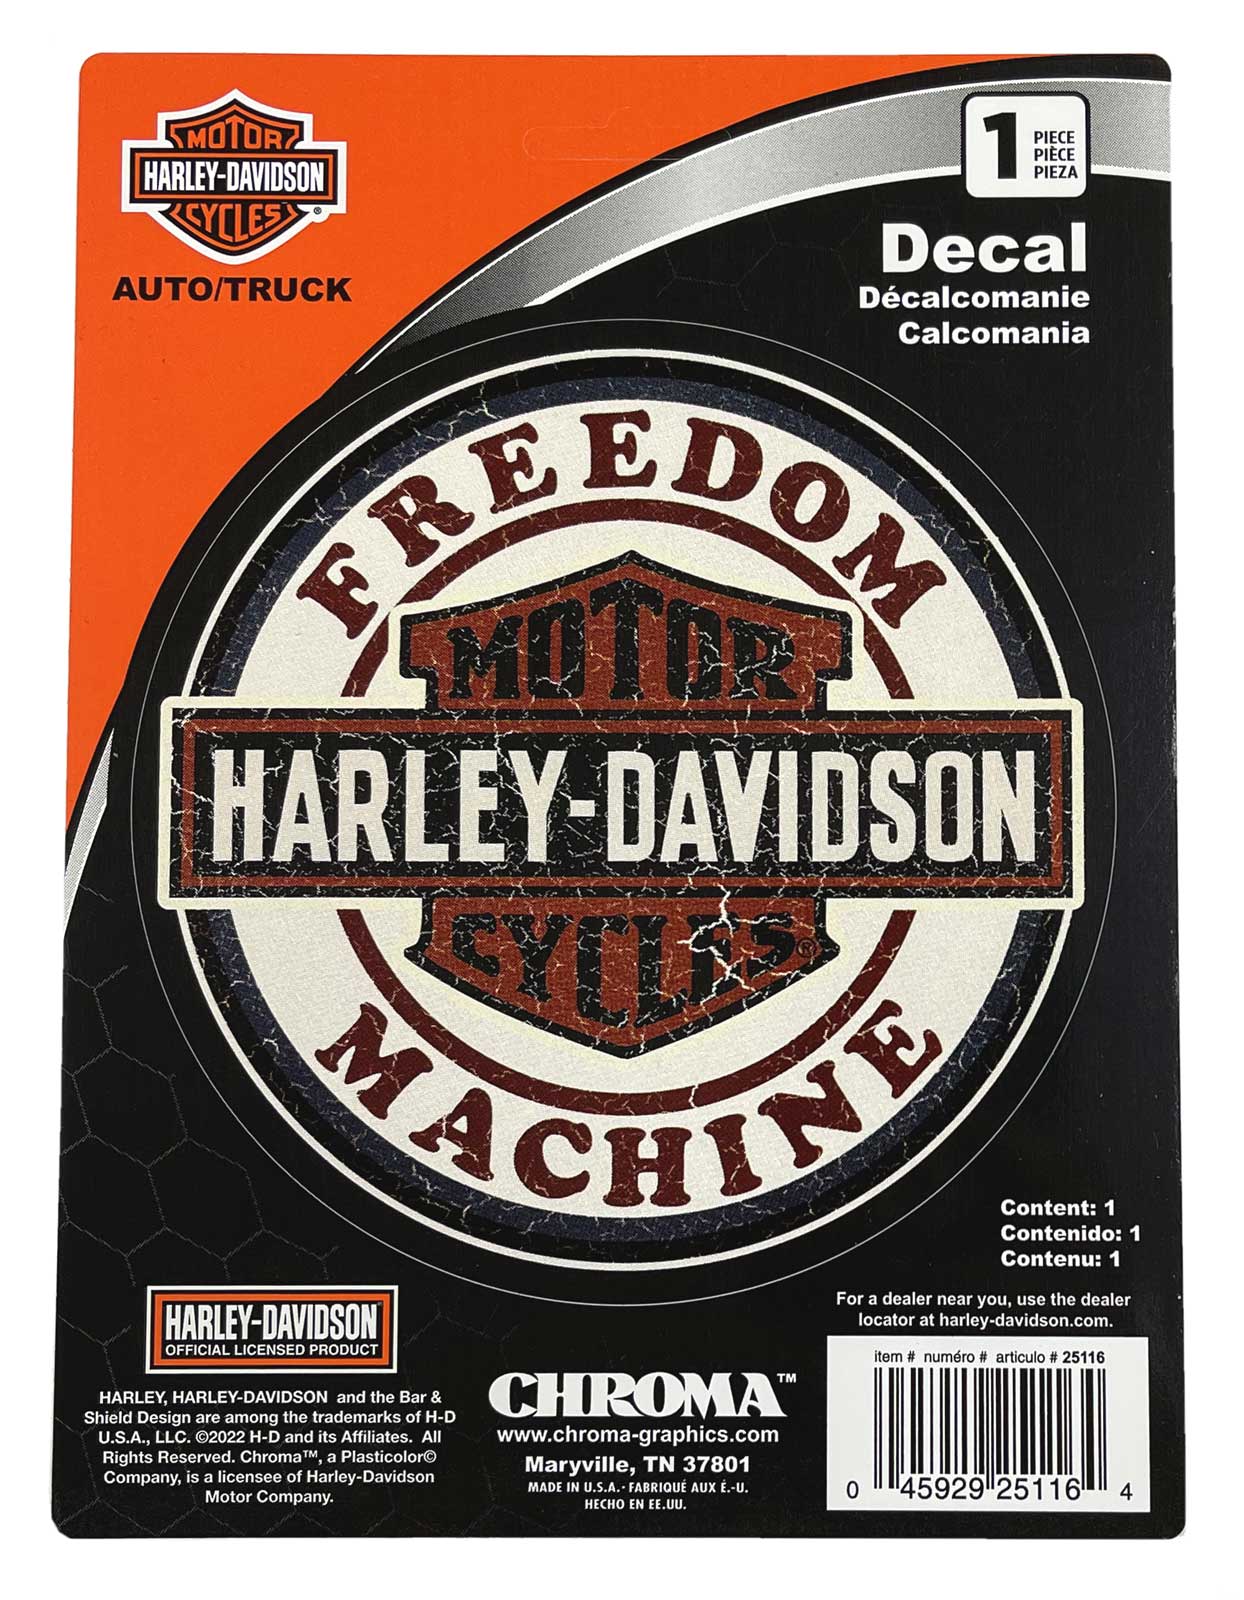 MOTOR
HARLEY-DAVIDSON
CYCLES®
AUTO/TRUCK
1
PIECE
PIÈCE
PIEZA
Decal
Décalcomanie
Calcomania
FREEDOM
MOTOR
HARLEY-DAVIDSON
CYCLES®
MACHINE
Content: 1
Contenido: 1
Contenu: 1
For a dealer near you, use the dealer
locator at harley-davidson.com.
HARLEY-DAVIDSON
OFFICIAL LICENSED PRODUCT
HARLEY, HARLEY-DAVIDSON and the Bar &
Shield Design are among the trademarks of H-D
U.S.A., LLC. ©2022 H-D and its Affiliates. All
Rights Reserved. Chroma™, a Plasticolor©
Company, is a licensee of Harley-Davidson
Motor Company.
CHROMA™
www.chroma-graphics.com
Maryville, TN 37801
MADE IN U.S.A.· FABRIQUÉ AUX É.-U.
HECHO EN EE.UU.
item # numéro # articulo # 25116
0 45929 25116 4